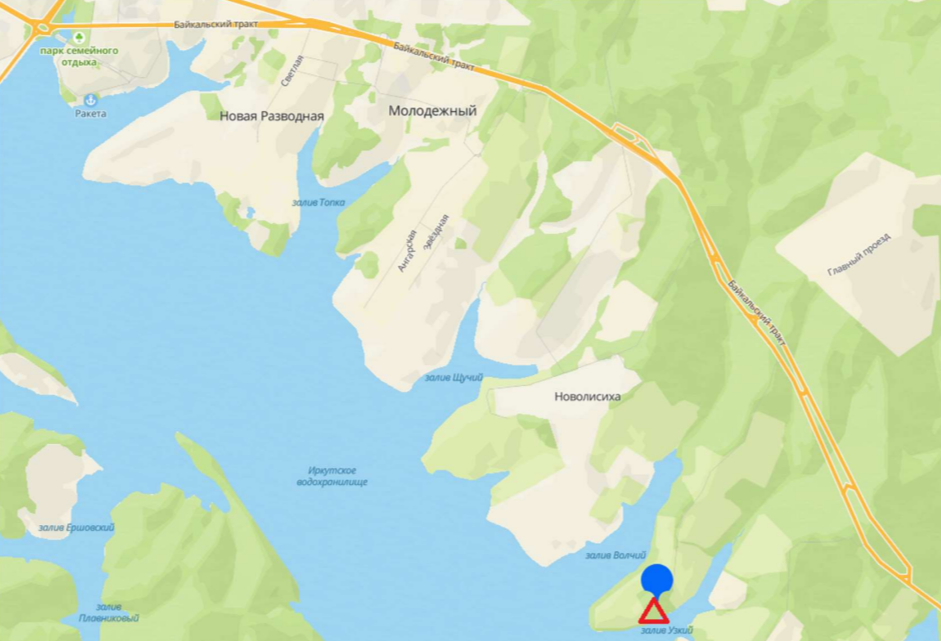 Байкальский тракт
Байкальский тракт
парк семейного
отдыха
Светлая
Ракета
Новая Разводная
Молодежный
залив Топка
Ангарская
Звёздная
Главный проезд
Байкальский тракт
залив Щучий
Новолисиха
Иркутское
водохранилище
залив Ершовский
залив Волчий
залив
Плавниковый
залив Узкий